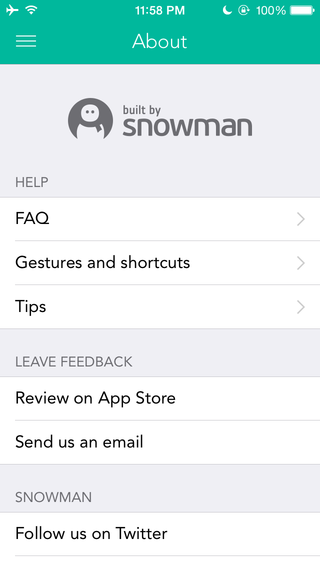 11:58 PM
100%
About
built by
snowman
HELP
FAQ
Gestures and shortcuts
Tips
LEAVE FEEDBACK
Review on App Store
Send us an email
SNOWMAN
Follow us on Twitter